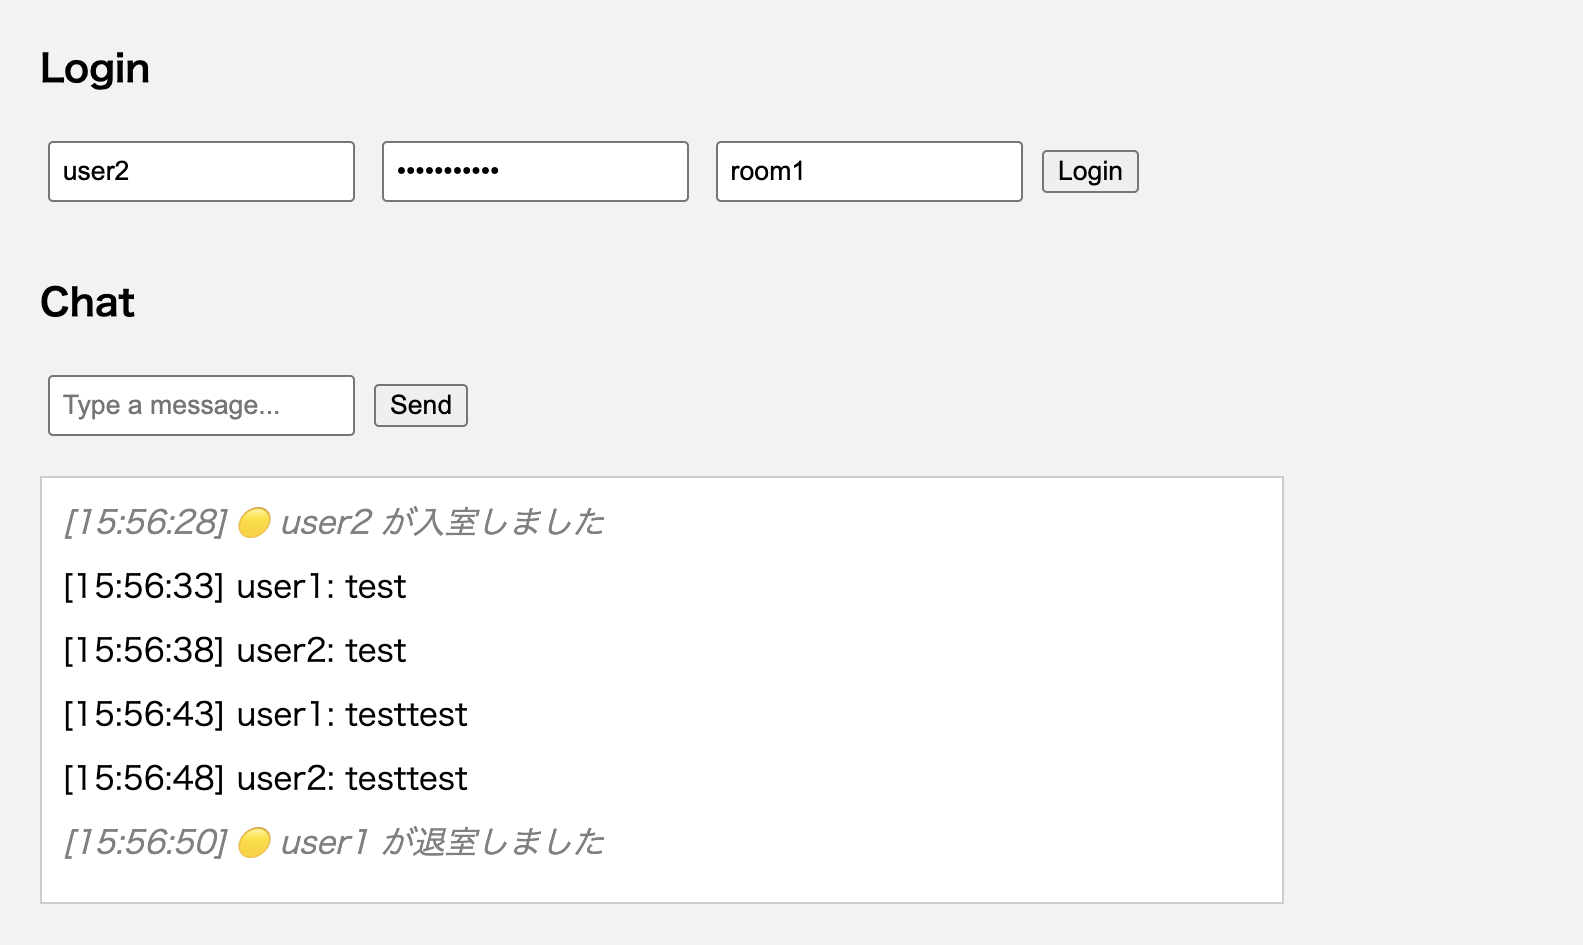 Login
user2 ••••••••••• room1 Login
Chat
Type a message... Send
[15:56:28] 🟡 user2 が入室しました
[15:56:33] user1: test
[15:56:38] user2: test
[15:56:43] user1: testtest
[15:56:48] user2: testtest
[15:56:50] 🟡 user1 が退室しました